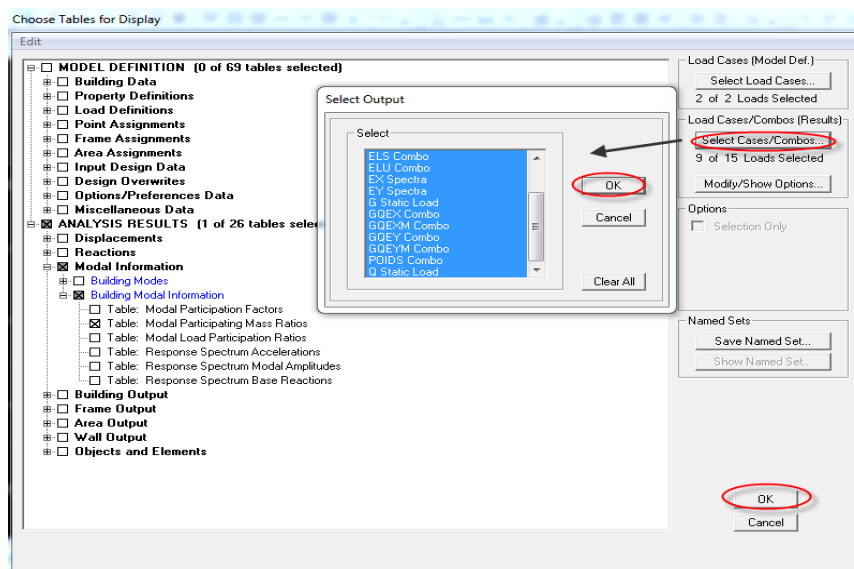 Choose Tables for Display
Edit
MODEL DEFINITION (0 of 69 tables selected)
Building Data
Property Definitions
Load Definitions
Point Assignments
Frame Assignments
Area Assignments
Input Design Data
Design Overwrites
Options/Preferences Data
Miscellaneous Data
ANALYSIS RESULTS (1 of 26 tables selec
Displacements
Reactions
Modal Information
Building Modes
Building Modal Information
Table: Modal Participation Factors
Table: Modal Participating Mass Ratios
Table: Modal Load Participation Ratios
Table: Response Spectrum Accelerations
Table: Response Spectrum Modal Amplitudes
Table: Response Spectrum Base Reactions
Building Output
Frame Output
Area Output
Wall Output
Objects and Elements
Select Output
Select
ELS Combo
ELU Combo
EX Spectra
EY Spectra
G Static Load
GQEX Combo
GQEXM Combo
GQEY Combo
GQEYM Combo
POIDS Combo
Q Static Load
OK
Cancel
Clear All
Load Cases (Model Def.)
Select Load Cases...
2 of 2 Loads Selected
Load Cases/Combos (Results)
Select Cases/Combos...
9 of 15 Loads Selected
Modify/Show Options...
Options
Selection Only
Named Sets
Save Named Set...
Show Named Set...
OK
Cancel